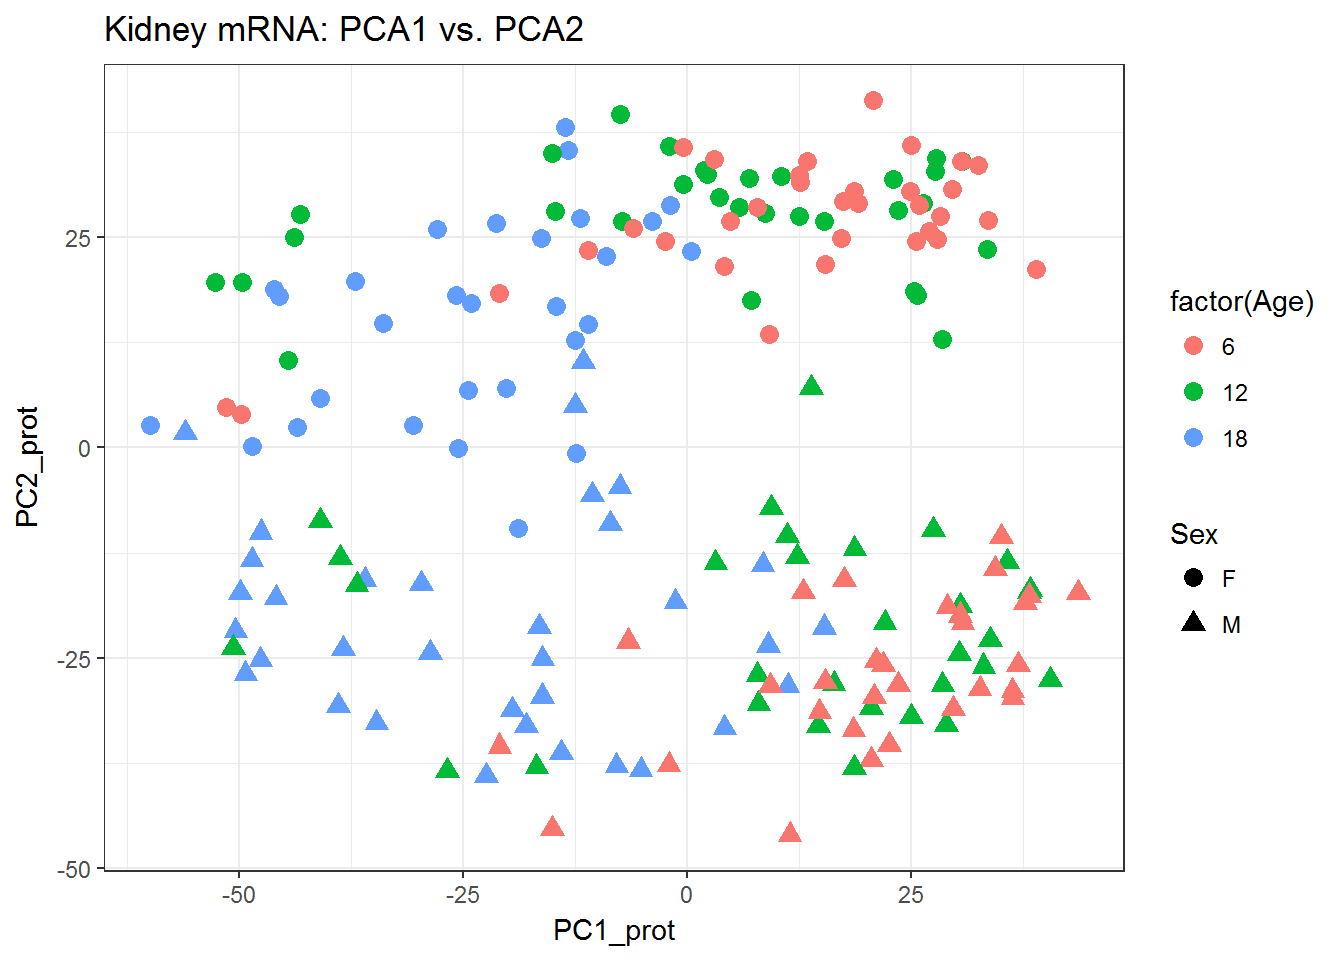 Kidney mRNA: PCA1 vs. PCA2
25
0
-25
-50
PC2_prot
-50
-25
0
25
PC1_prot
factor(Age)
6
12
18
Sex
F
M